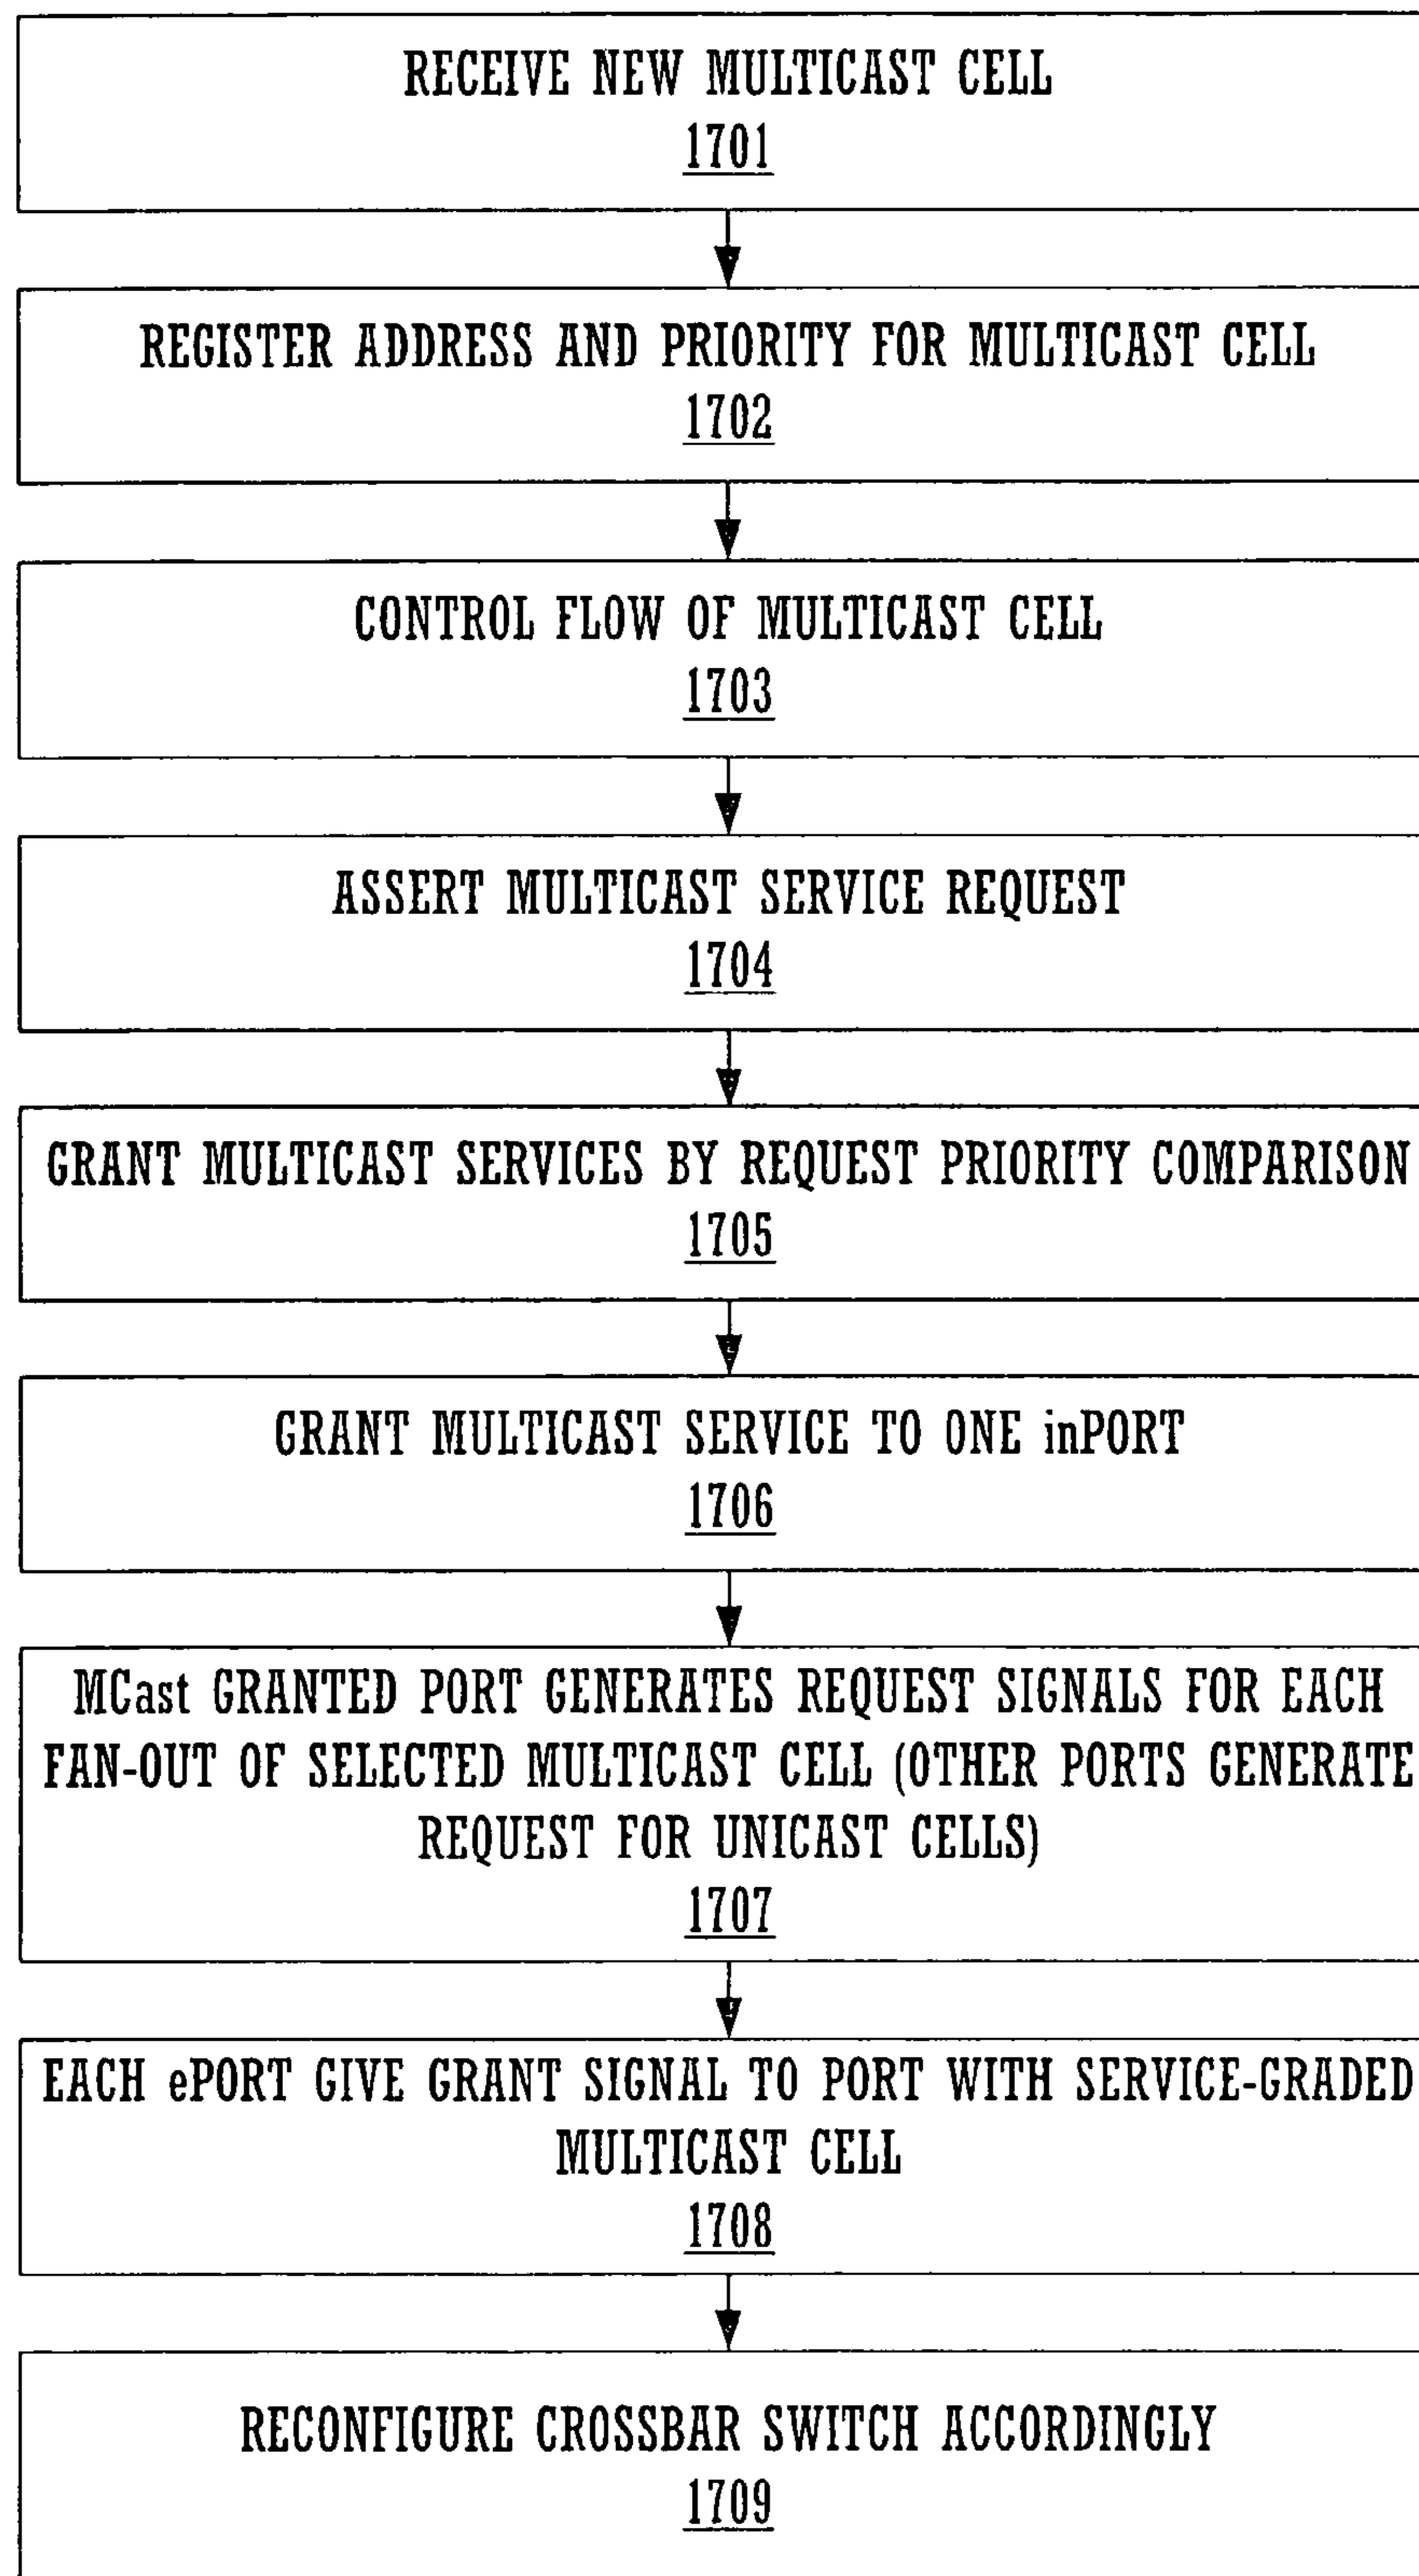 RECEIVE NEW MULTICAST CELL
1701
REGISTER ADDRESS AND PRIORITY FOR MULTICAST CELL
1702
CONTROL FLOW OF MULTICAST CELL
1703
ASSERT MULTICAST SERVICE REQUEST
1704
GRANT MULTICAST SERVICES BY REQUEST PRIORITY COMPARISON
1705
GRANT MULTICAST SERVICE TO ONE inPORT
1706
MCast GRANTED PORT GENERATES REQUEST SIGNALS FOR EACH
FAN-OUT OF SELECTED MULTICAST CELL (OTHER PORTS GENERATE
REQUEST FOR UNICAST CELLS)
1707
EACH ePORT GIVE GRANT SIGNAL TO PORT WITH SERVICE-GRADED
MULTICAST CELL
1708
RECONFIGURE CROSSBAR SWITCH ACCORDINGLY
1709